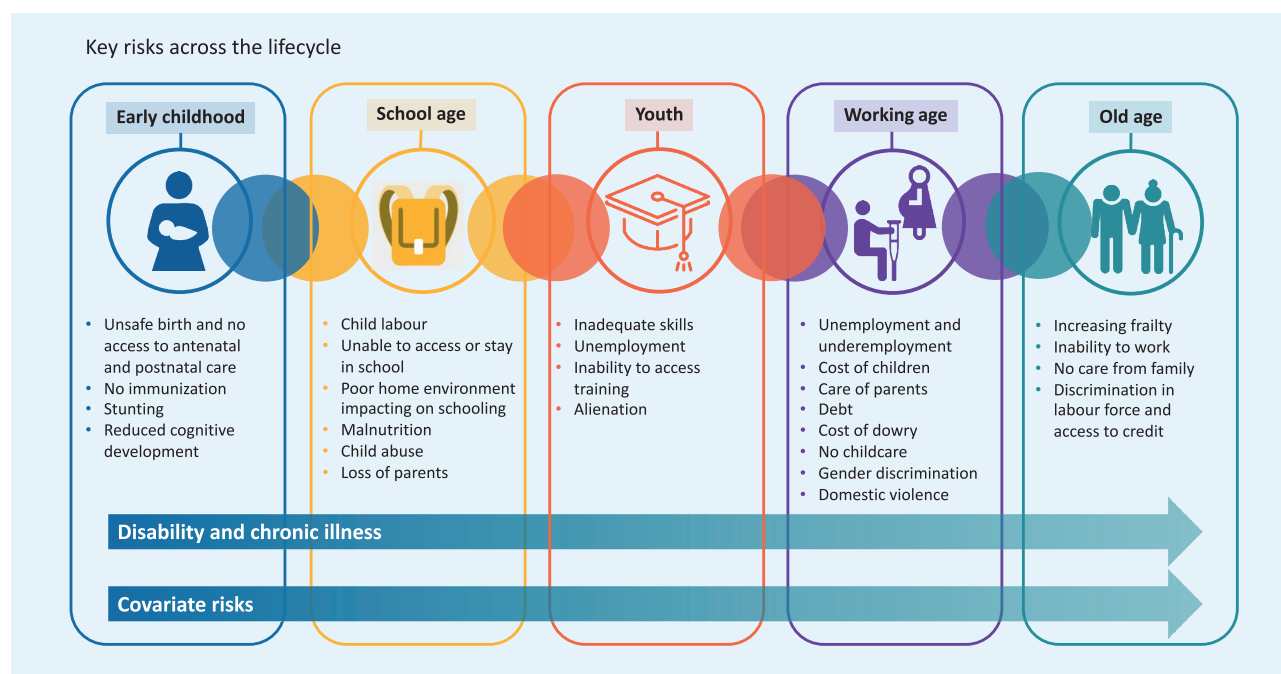 Key risks across the lifecycle
Early childhood
• Unsafe birth and no
access to antenatal
and postnatal care
• No immunization
• Stunting
• Reduced cognitive
development
School age
• Child labour
• Unable to access or stay
in school
• Poor home environment
impacting on schooling
• Malnutrition
• Child abuse
• Loss of parents
Youth
• Inadequate skills
• Unemployment
• Inability to access
training
• Alienation
Working age
• Unemployment and
underemployment
• Cost of children
• Care of parents
• Debt
• Cost of dowry
• No childcare
• Gender discrimination
• Domestic violence
Old age
• Increasing frailty
• Inability to work
• No care from family
• Discrimination in
labour force and
access to credit
Disability and chronic illness
Covariate risks